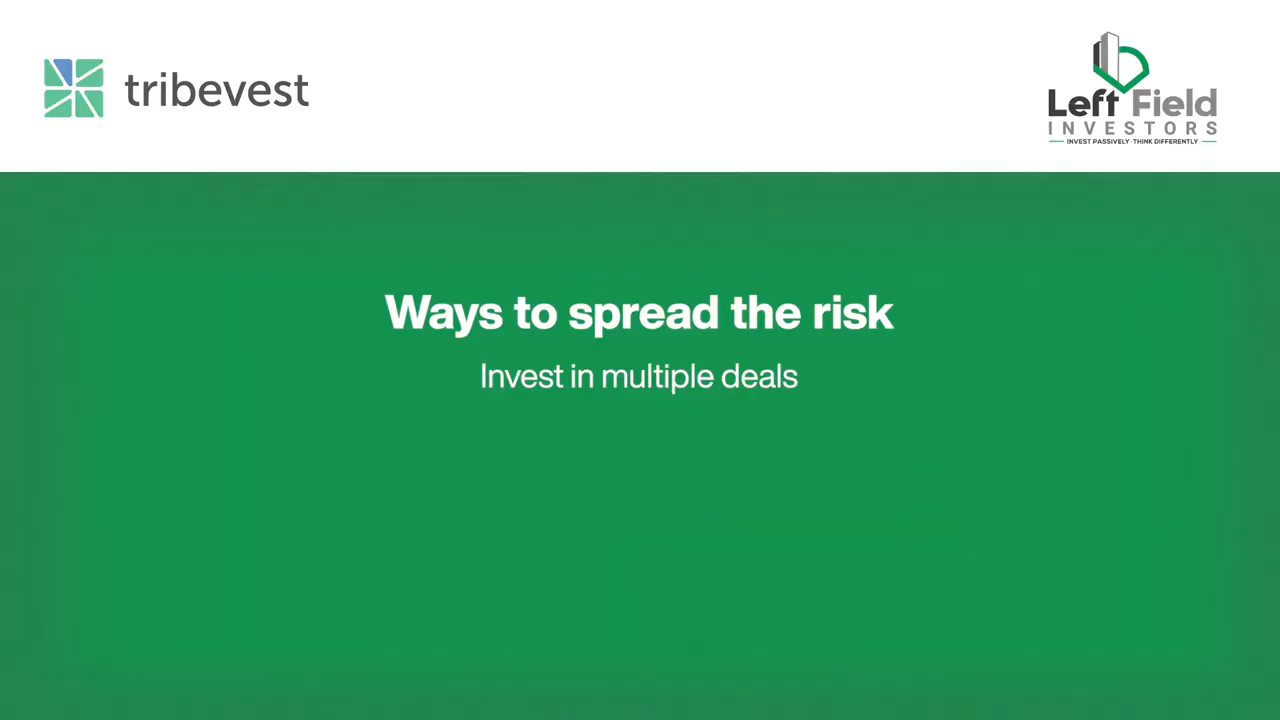 tribevest
Left Field
INVESTORS
INVEST PASSIVELY · THINK DIFFERENTLY
Ways to spread the risk
Invest in multiple deals